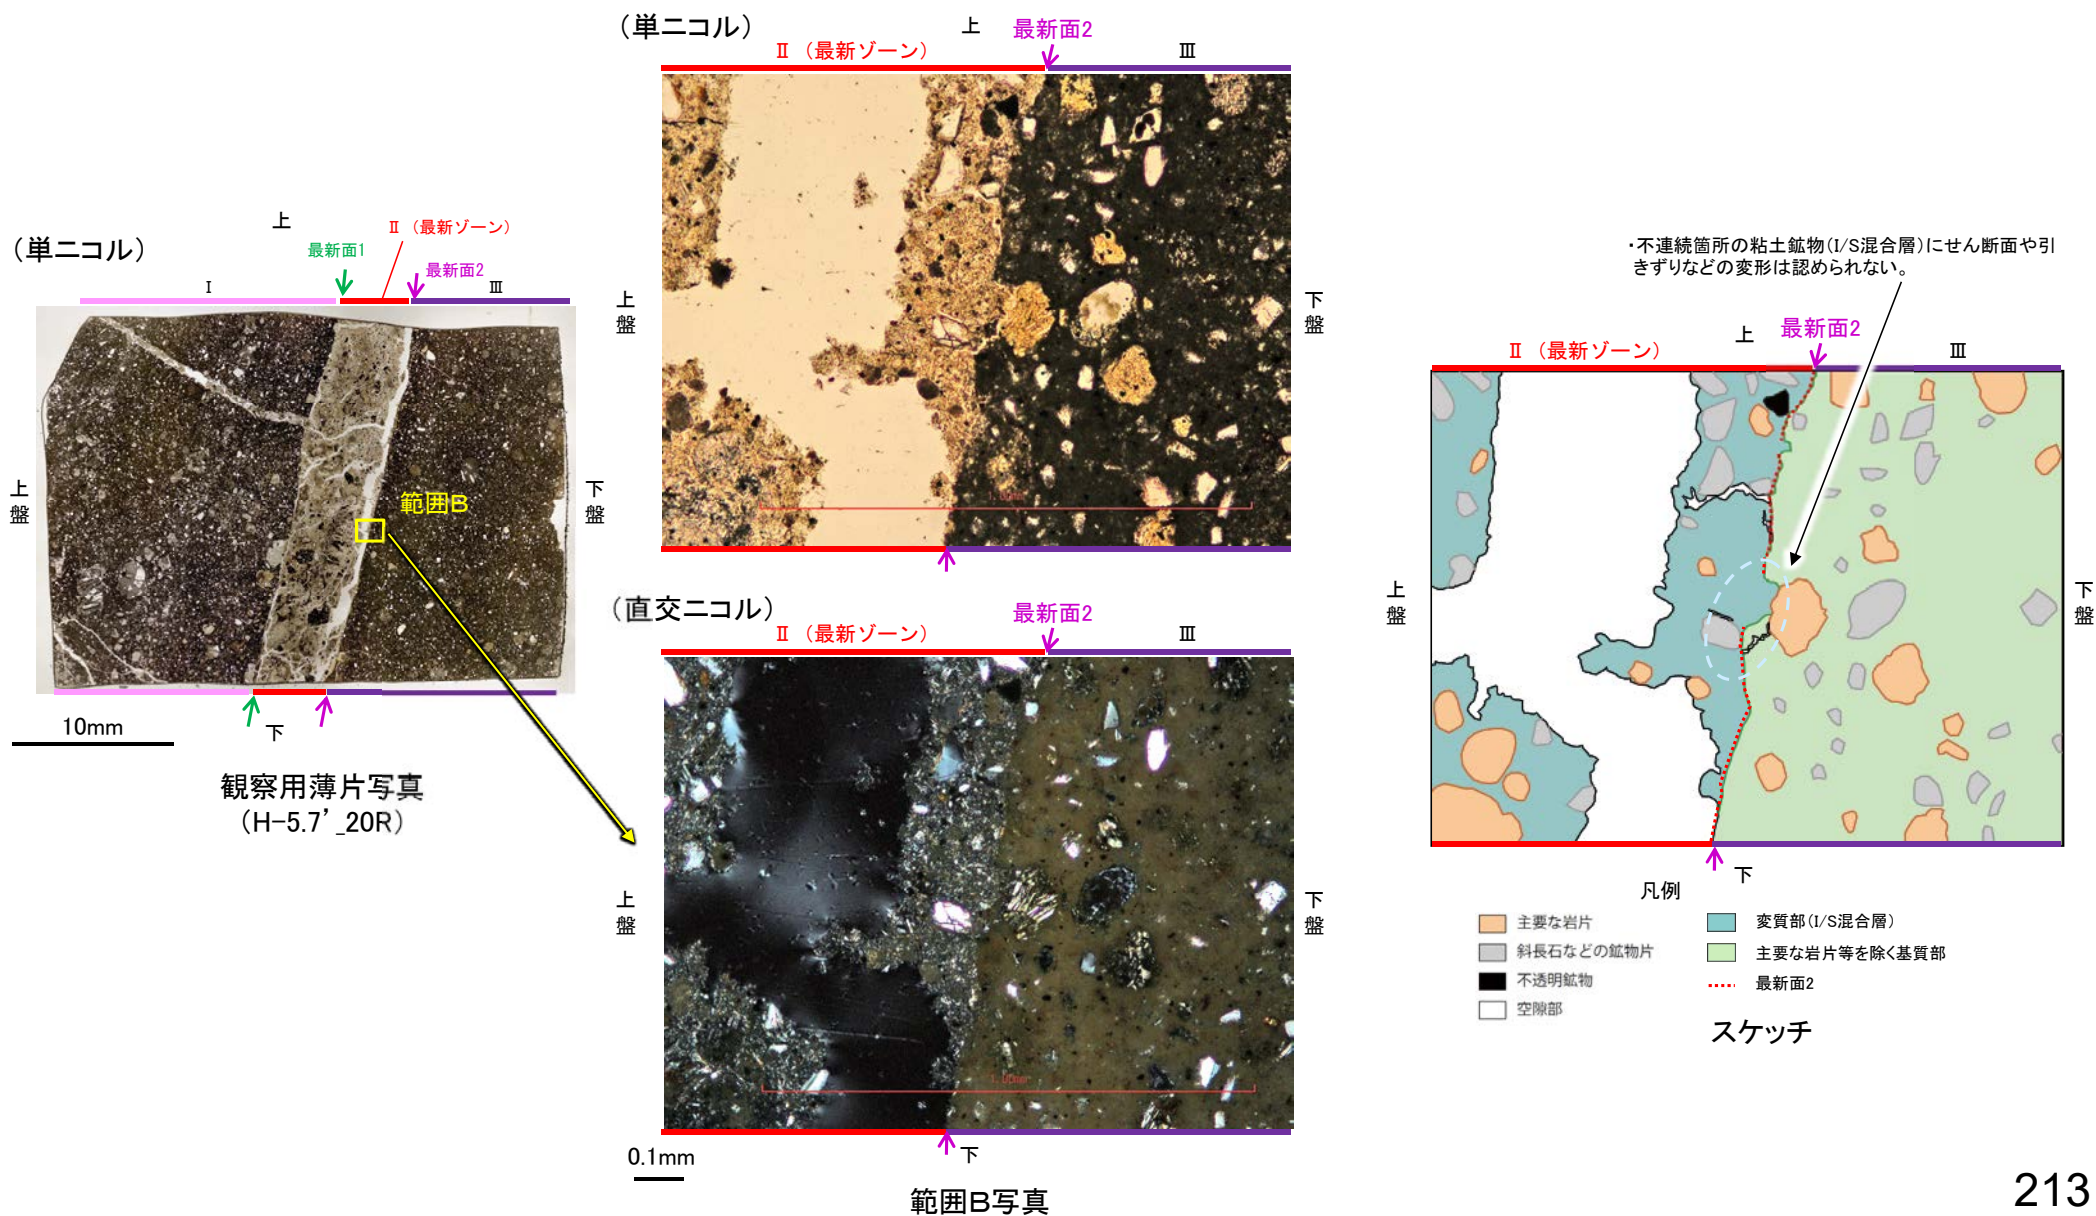 (単ニコル)
上
最新面1
Ⅱ (最新ゾーン)
最新面2
Ⅰ
Ⅲ
上盤
下盤
範囲B
下
10mm
観察用薄片写真
(H-5.7’_20R)
(単ニコル)
上
最新面2
Ⅱ (最新ゾーン)
Ⅲ
上盤
下盤
1.00mm
(直交ニコル)
最新面2
Ⅱ (最新ゾーン)
Ⅲ
上盤
下盤
1.00mm
下
0.1mm
範囲B写真
・不連続箇所の粘土鉱物(I/S混合層)にせん断面や引
きずりなどの変形は認められない。
上
最新面2
Ⅱ (最新ゾーン)
Ⅲ
上盤
下盤
下
凡例
主要な岩片
斜長石などの鉱物片
不透明鉱物
空隙部
変質部(I/S混合層)
主要な岩片等を除く基質部
最新面2
スケッチ
213